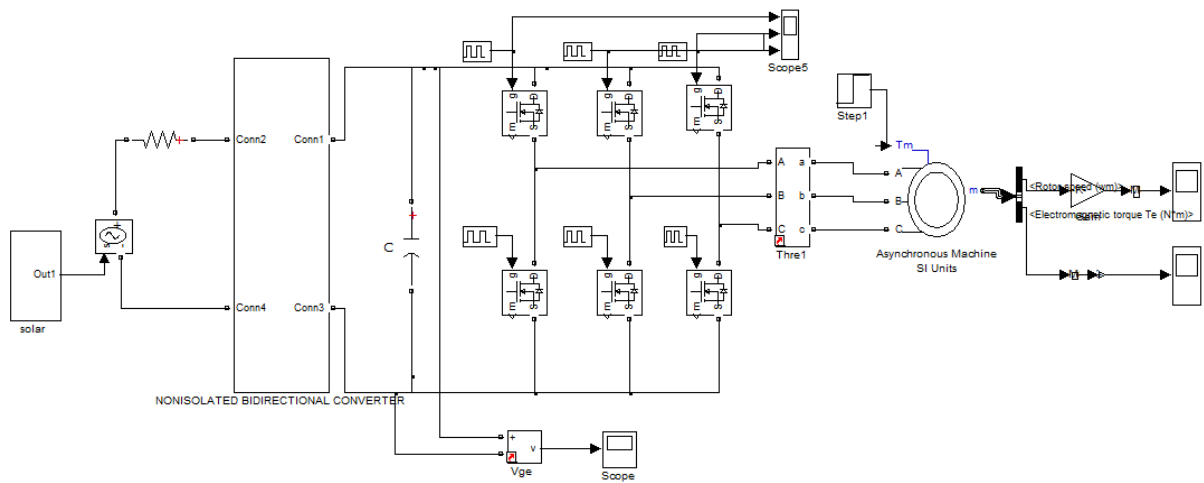 Scope5
g
D
E
S
g
D
E
S
g
D
E
S
Step1
Conn2
Conn1
Tm
A
a
A
m
<Rotor speed (wm)>
B
b
B
<Electromagnetic torque Te (N*m)>
C
c
C
Thre1
Asynchronous Machine
SI Units
C
s
Out1
solar
g
D
E
S
g
D
E
S
g
D
E
S
Conn4
Conn3
NONISOLATED BIDIRECTIONAL CONVERTER
+
v
Vge
Scope